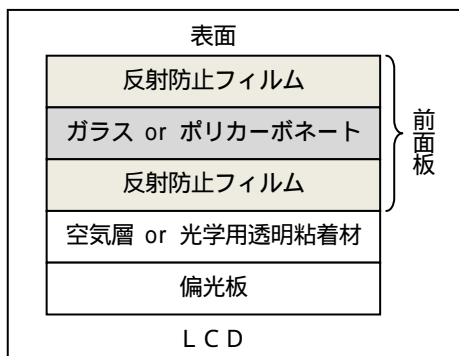 表面
反射防止フィルム
ガラス or ポリカーボネート
反射防止フィルム
前面板
空気層 or 光学用透明粘着材
偏光板
ＬＣＤ